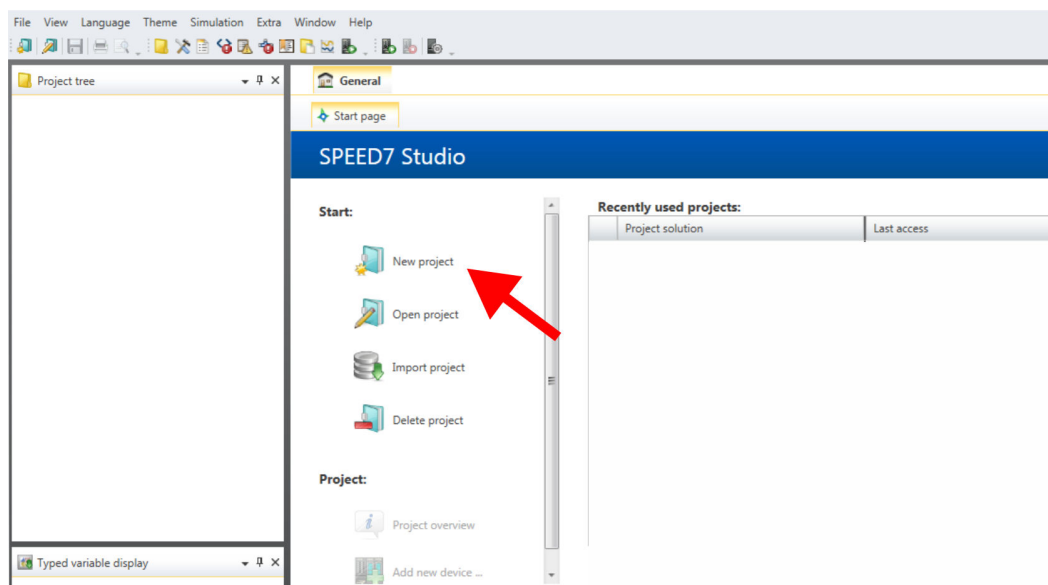 File View Language Theme Simulation Extra Window Help
Project tree
General
Start page
SPEED7 Studio
Start:
New project
Open project
Import project
Delete project
Project:
Project overview
Add new device ...
Recently used projects:
Project solution Last access
Typed variable display